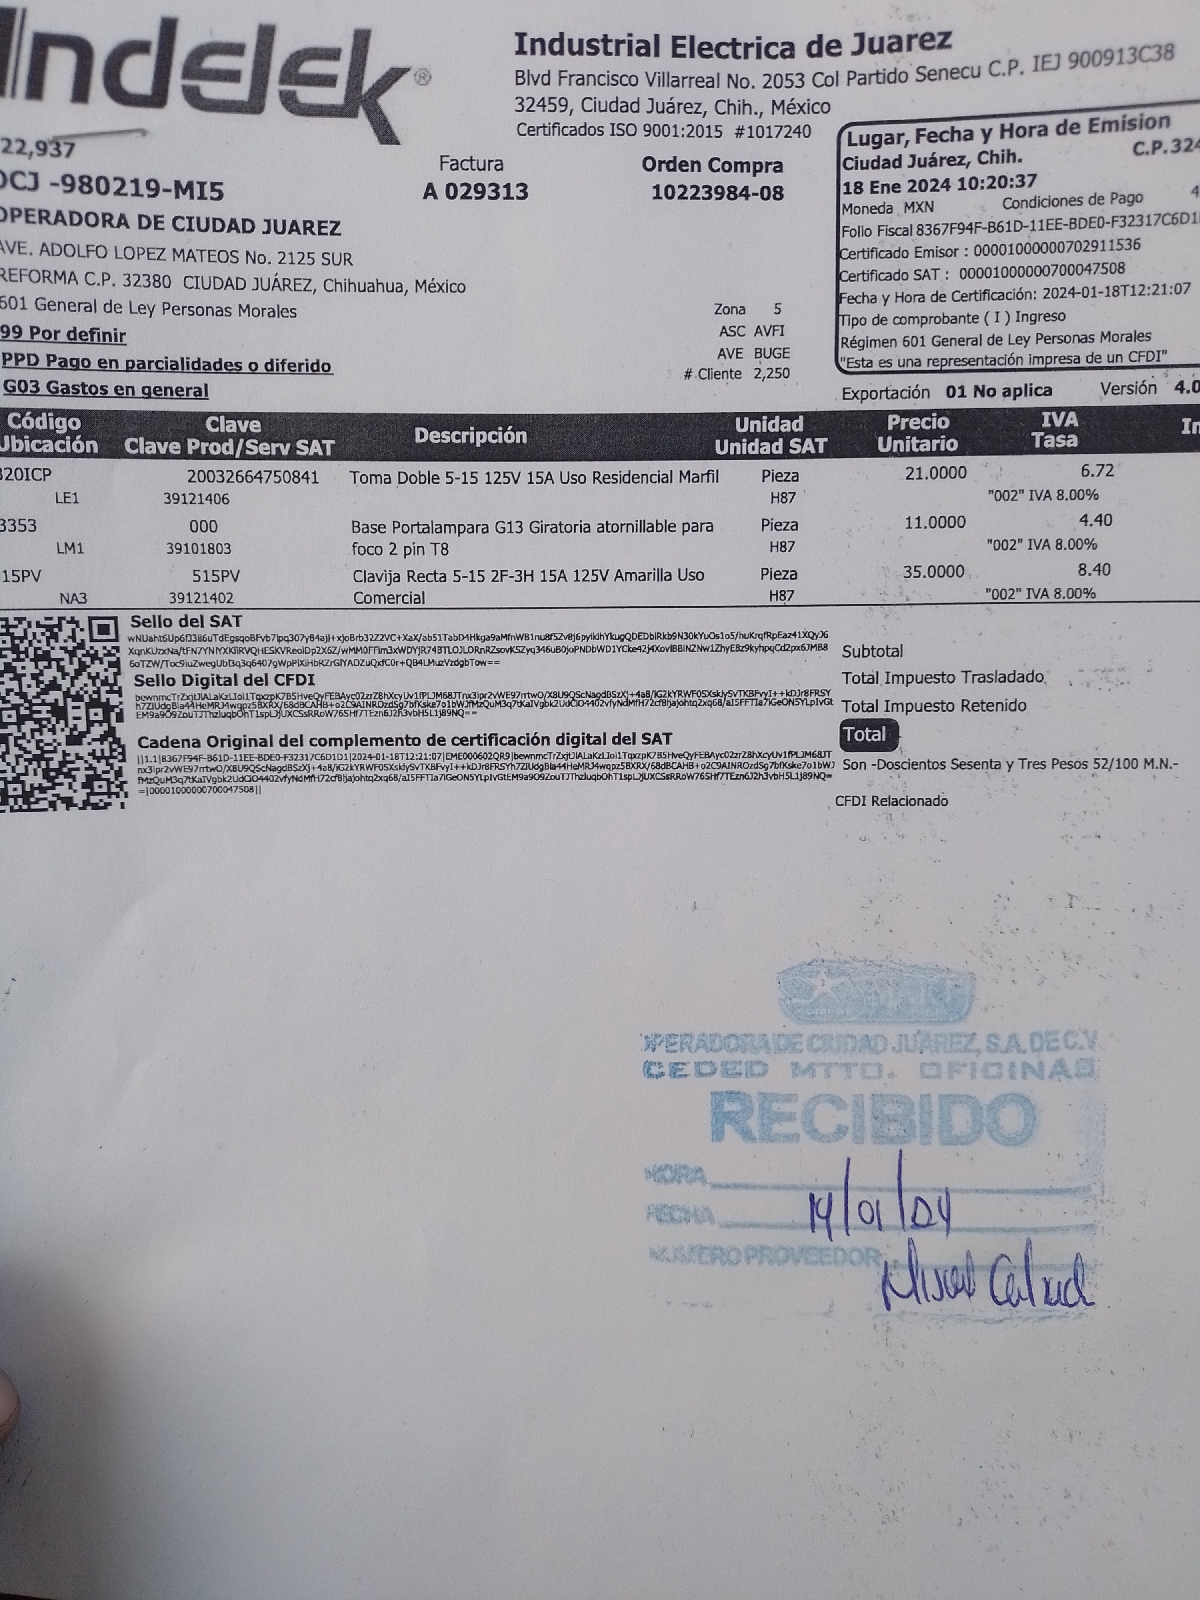 Indelek®
Industrial Electrica de Juarez
Blvd Francisco Villarreal No. 2053 Col Partido Senecu C.P. IEJ 900913C38
32459, Ciudad Juárez, Chih., México
Certificados ISO 9001:2015 #1017240
22,937
OCJ -980219-MI5
OPERADORA DE CIUDAD JUAREZ
AVE. ADOLFO LOPEZ MATEOS No. 2125 SUR
REFORMA C.P. 32380 CIUDAD JUÁREZ, Chihuahua, México
601 General de Ley Personas Morales
99 Por definir
PPD Pago en parcialidades o diferido
G03 Gastos en general
Factura
A 029313
Orden Compra
10223984-08
Zona 5
ASC AVFI
AVE BUGE
# Cliente 2,250
Lugar, Fecha y Hora de Emision
Ciudad Juárez, Chih. C.P.324
18 Ene 2024 10:20:37
Moneda MXN Condiciones de Pago 4
Folio Fiscal 8367F94F-B61D-11EE-BDE0-F32317C6D1
Certificado Emisor : 00001000000702911536
Certificado SAT : 00001000000700047508
Fecha y Hora de Certificación: 2024-01-18T12:21:07
Tipo de comprobante ( I ) Ingreso
Régimen 601 General de Ley Personas Morales
"Esta es una representación impresa de un CFDI"
Exportación 01 No aplica Versión 4.0
Código Clave Descripción Unidad Precio IVA
Ubicación Clave Prod/Serv SAT Unidad SAT Unitario Tasa
320ICP 20032664750841 Toma Doble 5-15 125V 15A Uso Residencial Marfil Pieza 21.0000 6.72
LE1 39121406 H87 "002" IVA 8.00%
3353 000 Base Portalampara G13 Giratoria atornillable para Pieza 11.0000 4.40
LM1 39101803 foco 2 pin T8 H87 "002" IVA 8.00%
15PV 515PV Clavija Recta 5-15 2F-3H 15A 125V Amarilla Uso Pieza 35.0000 8.40
NA3 39121402 Comercial H87 "002" IVA 8.00%
Sello del SAT
Sello Digital del CFDI
Cadena Original del complemento de certificación digital del SAT
=|00001000000700047508||
Subtotal
Total Impuesto Trasladado
Total Impuesto Retenido
Total
Son -Doscientos Sesenta y Tres Pesos 52/100 M.N.-
CFDI Relacionado
OPERADORA DE CIUDAD JUAREZ, S.A. DE C.V.
CEDED MTTO. OFICINAS
RECIBIDO
HORA
FECHA 19/01/24
NUMERO PROVEEDOR